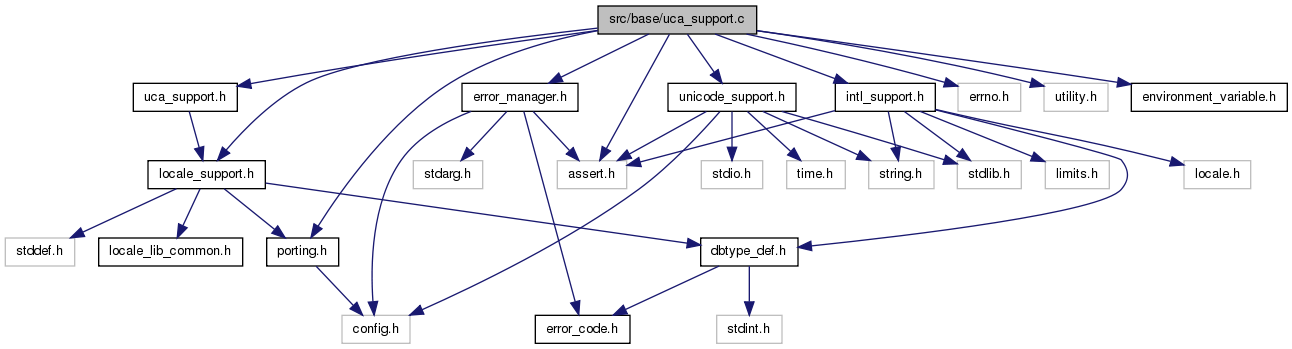 src/base/uca_support.c
uca_support.h
error_manager.h
unicode_support.h
intl_support.h
errno.h
utility.h
environment_variable.h
locale_support.h
stdarg.h
assert.h
stdio.h
time.h
string.h
stdlib.h
limits.h
locale.h
stddef.h
locale_lib_common.h
porting.h
dbtype_def.h
config.h
error_code.h
stdint.h